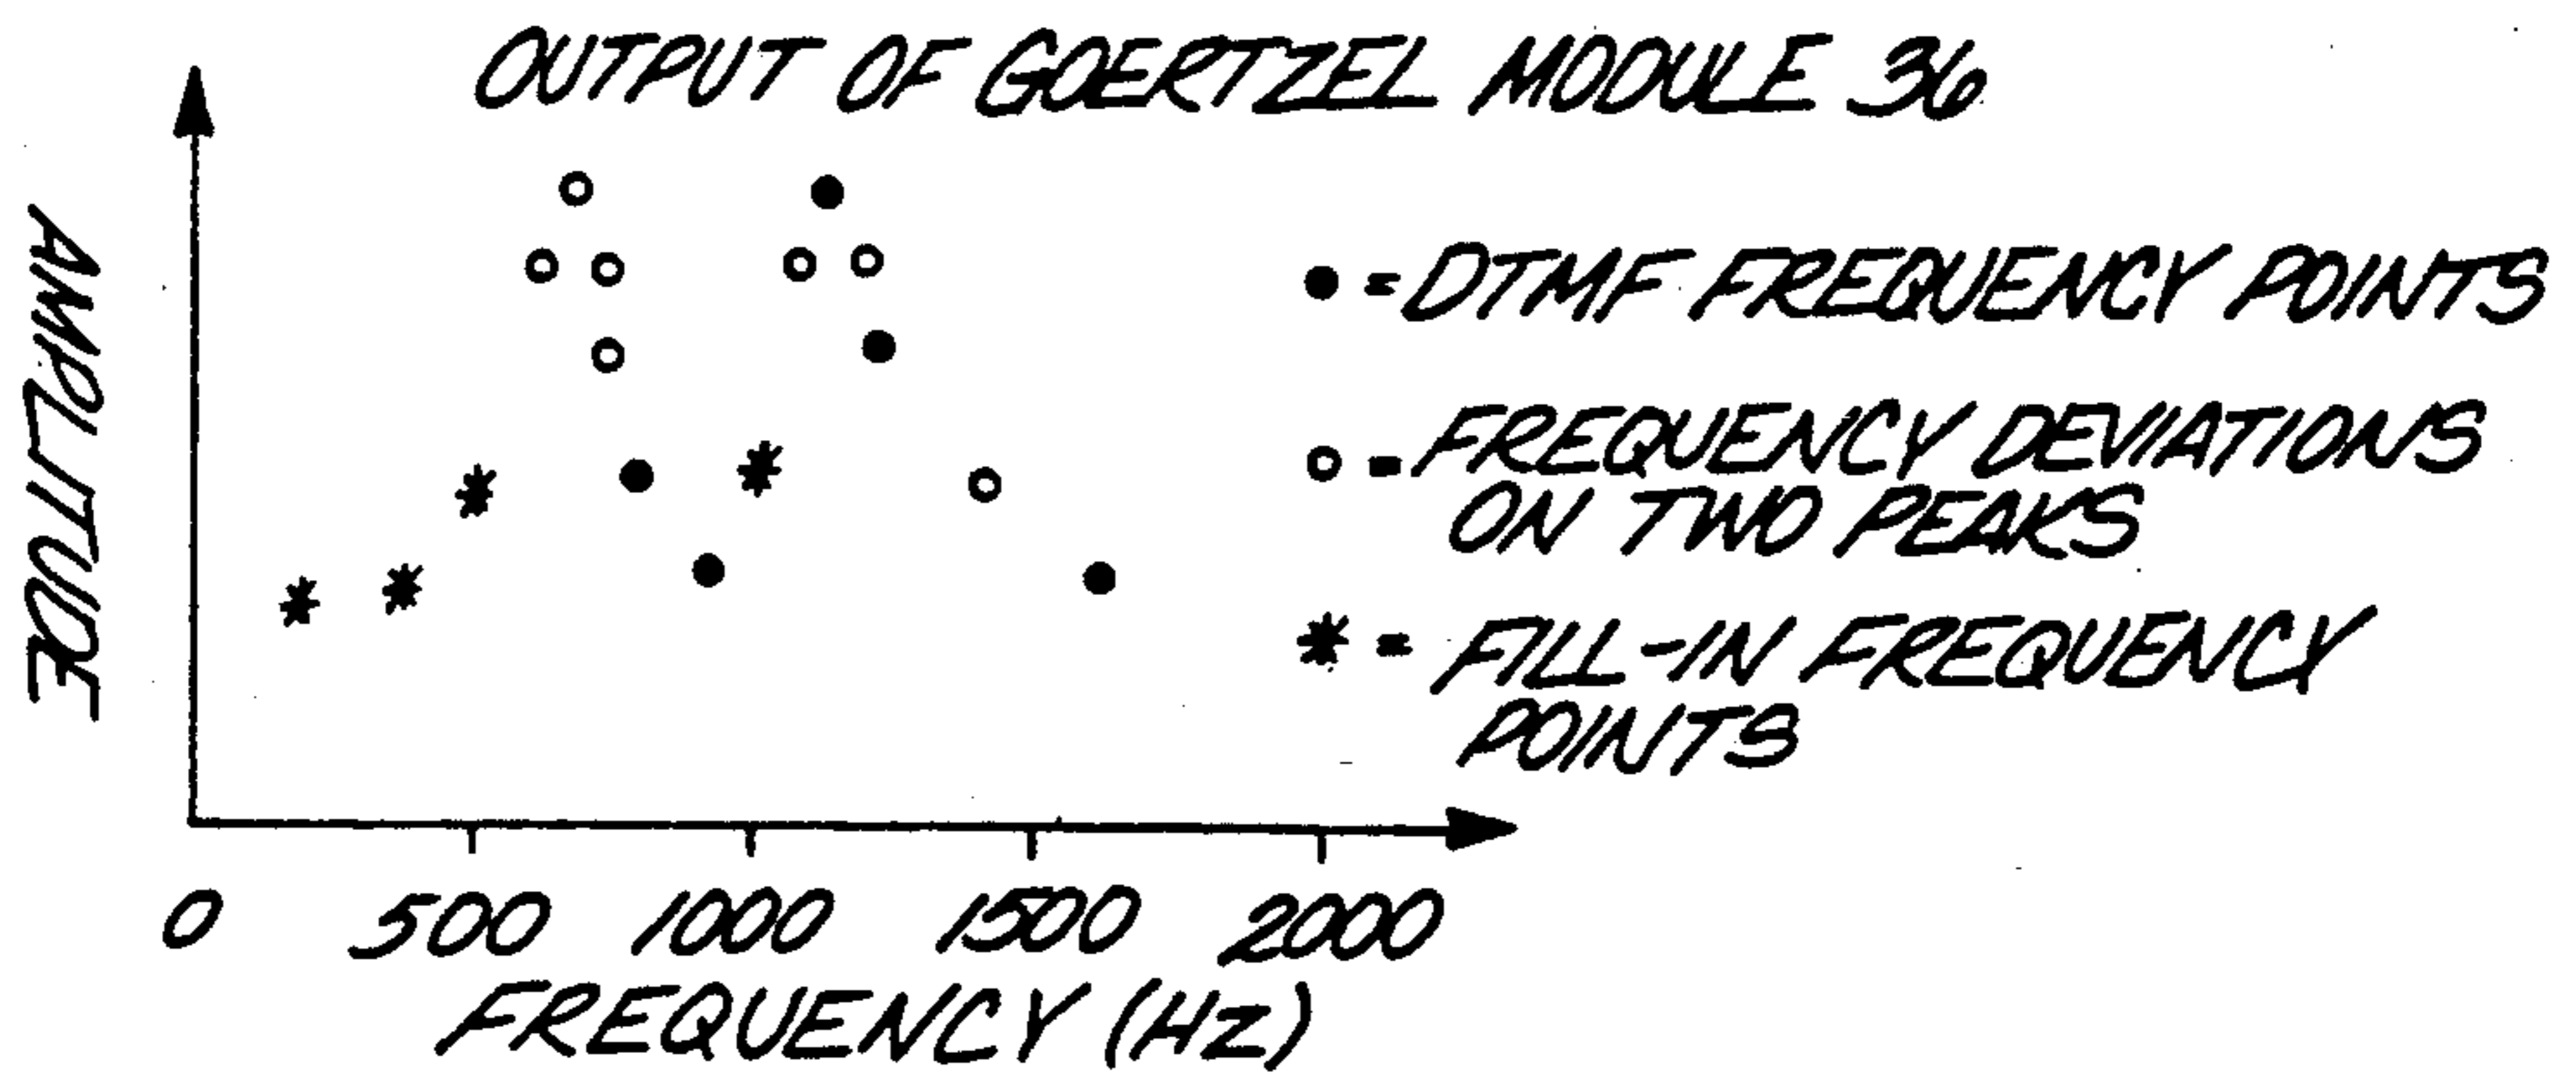 OUTPUT OF GOERTZEL MODULE 36
AMPLITUDE
● = DTMF FREQUENCY POINTS
○ = FREQUENCY DEVIATIONS
ON TWO PEAKS
* = FILL-IN FREQUENCY
POINTS
0 500 1000 1500 2000
FREQUENCY (HZ)